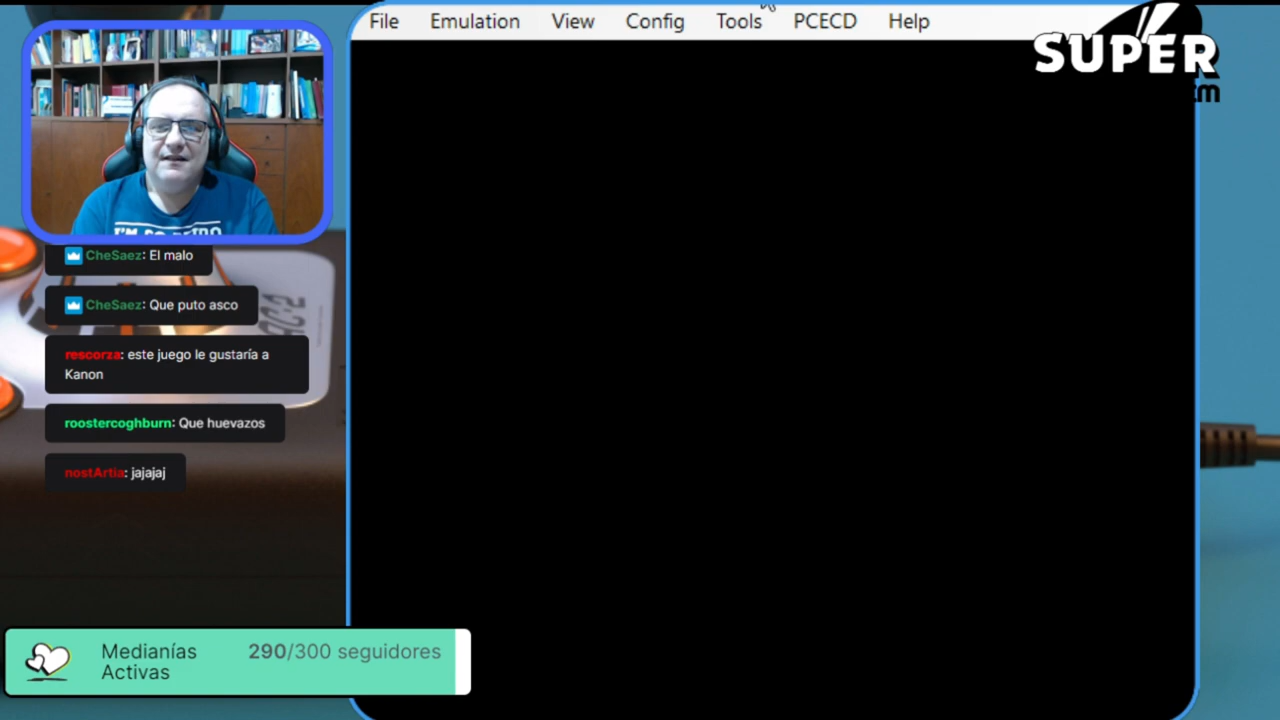 File Emulation View Config Tools PCECD Help
SUPER
CheSaez: El malo
CheSaez: Que puto asco
rescorza: este juego le gustaría a
Kanon
roostercoghburn: Que huevazos
nostArtia: jajajaj
Medianías
Activas
290/300 seguidores